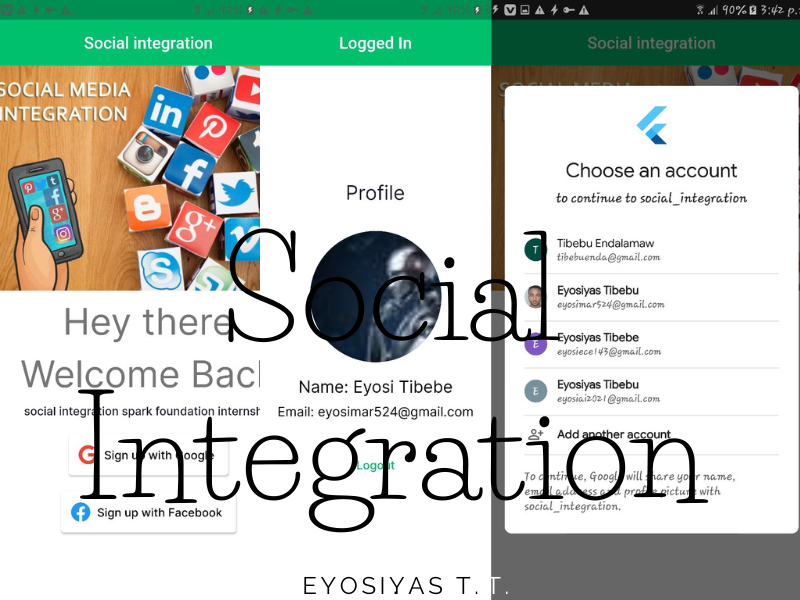 Social integration
SOCIAL MEDIA
INTEGRATION
Hey there
Welcome Back
social integration spark foundation internsh
Sign up with Google
Sign up with Facebook
Logged In
Profile
Name: Eyosi Tibebe
Email: eyosimar524@gmail.com
Logout
90% 3:42 p.
Social integration
Choose an account
to continue to social_integration
T
Tibebu Endalamaw
tibebuenda@gmail.com
Eyosiyas Tibebu
eyosimar524@gmail.com
E
Eyosiyas Tibebe
eyosiece143@gmail.com
E
Eyosiyas Tibebu
eyosiai2021@gmail.com
Add another account
To continue, Google will share your name,
email address and profile picture with
social_integration.
Social
Integration
EYOSIYAS T.T.